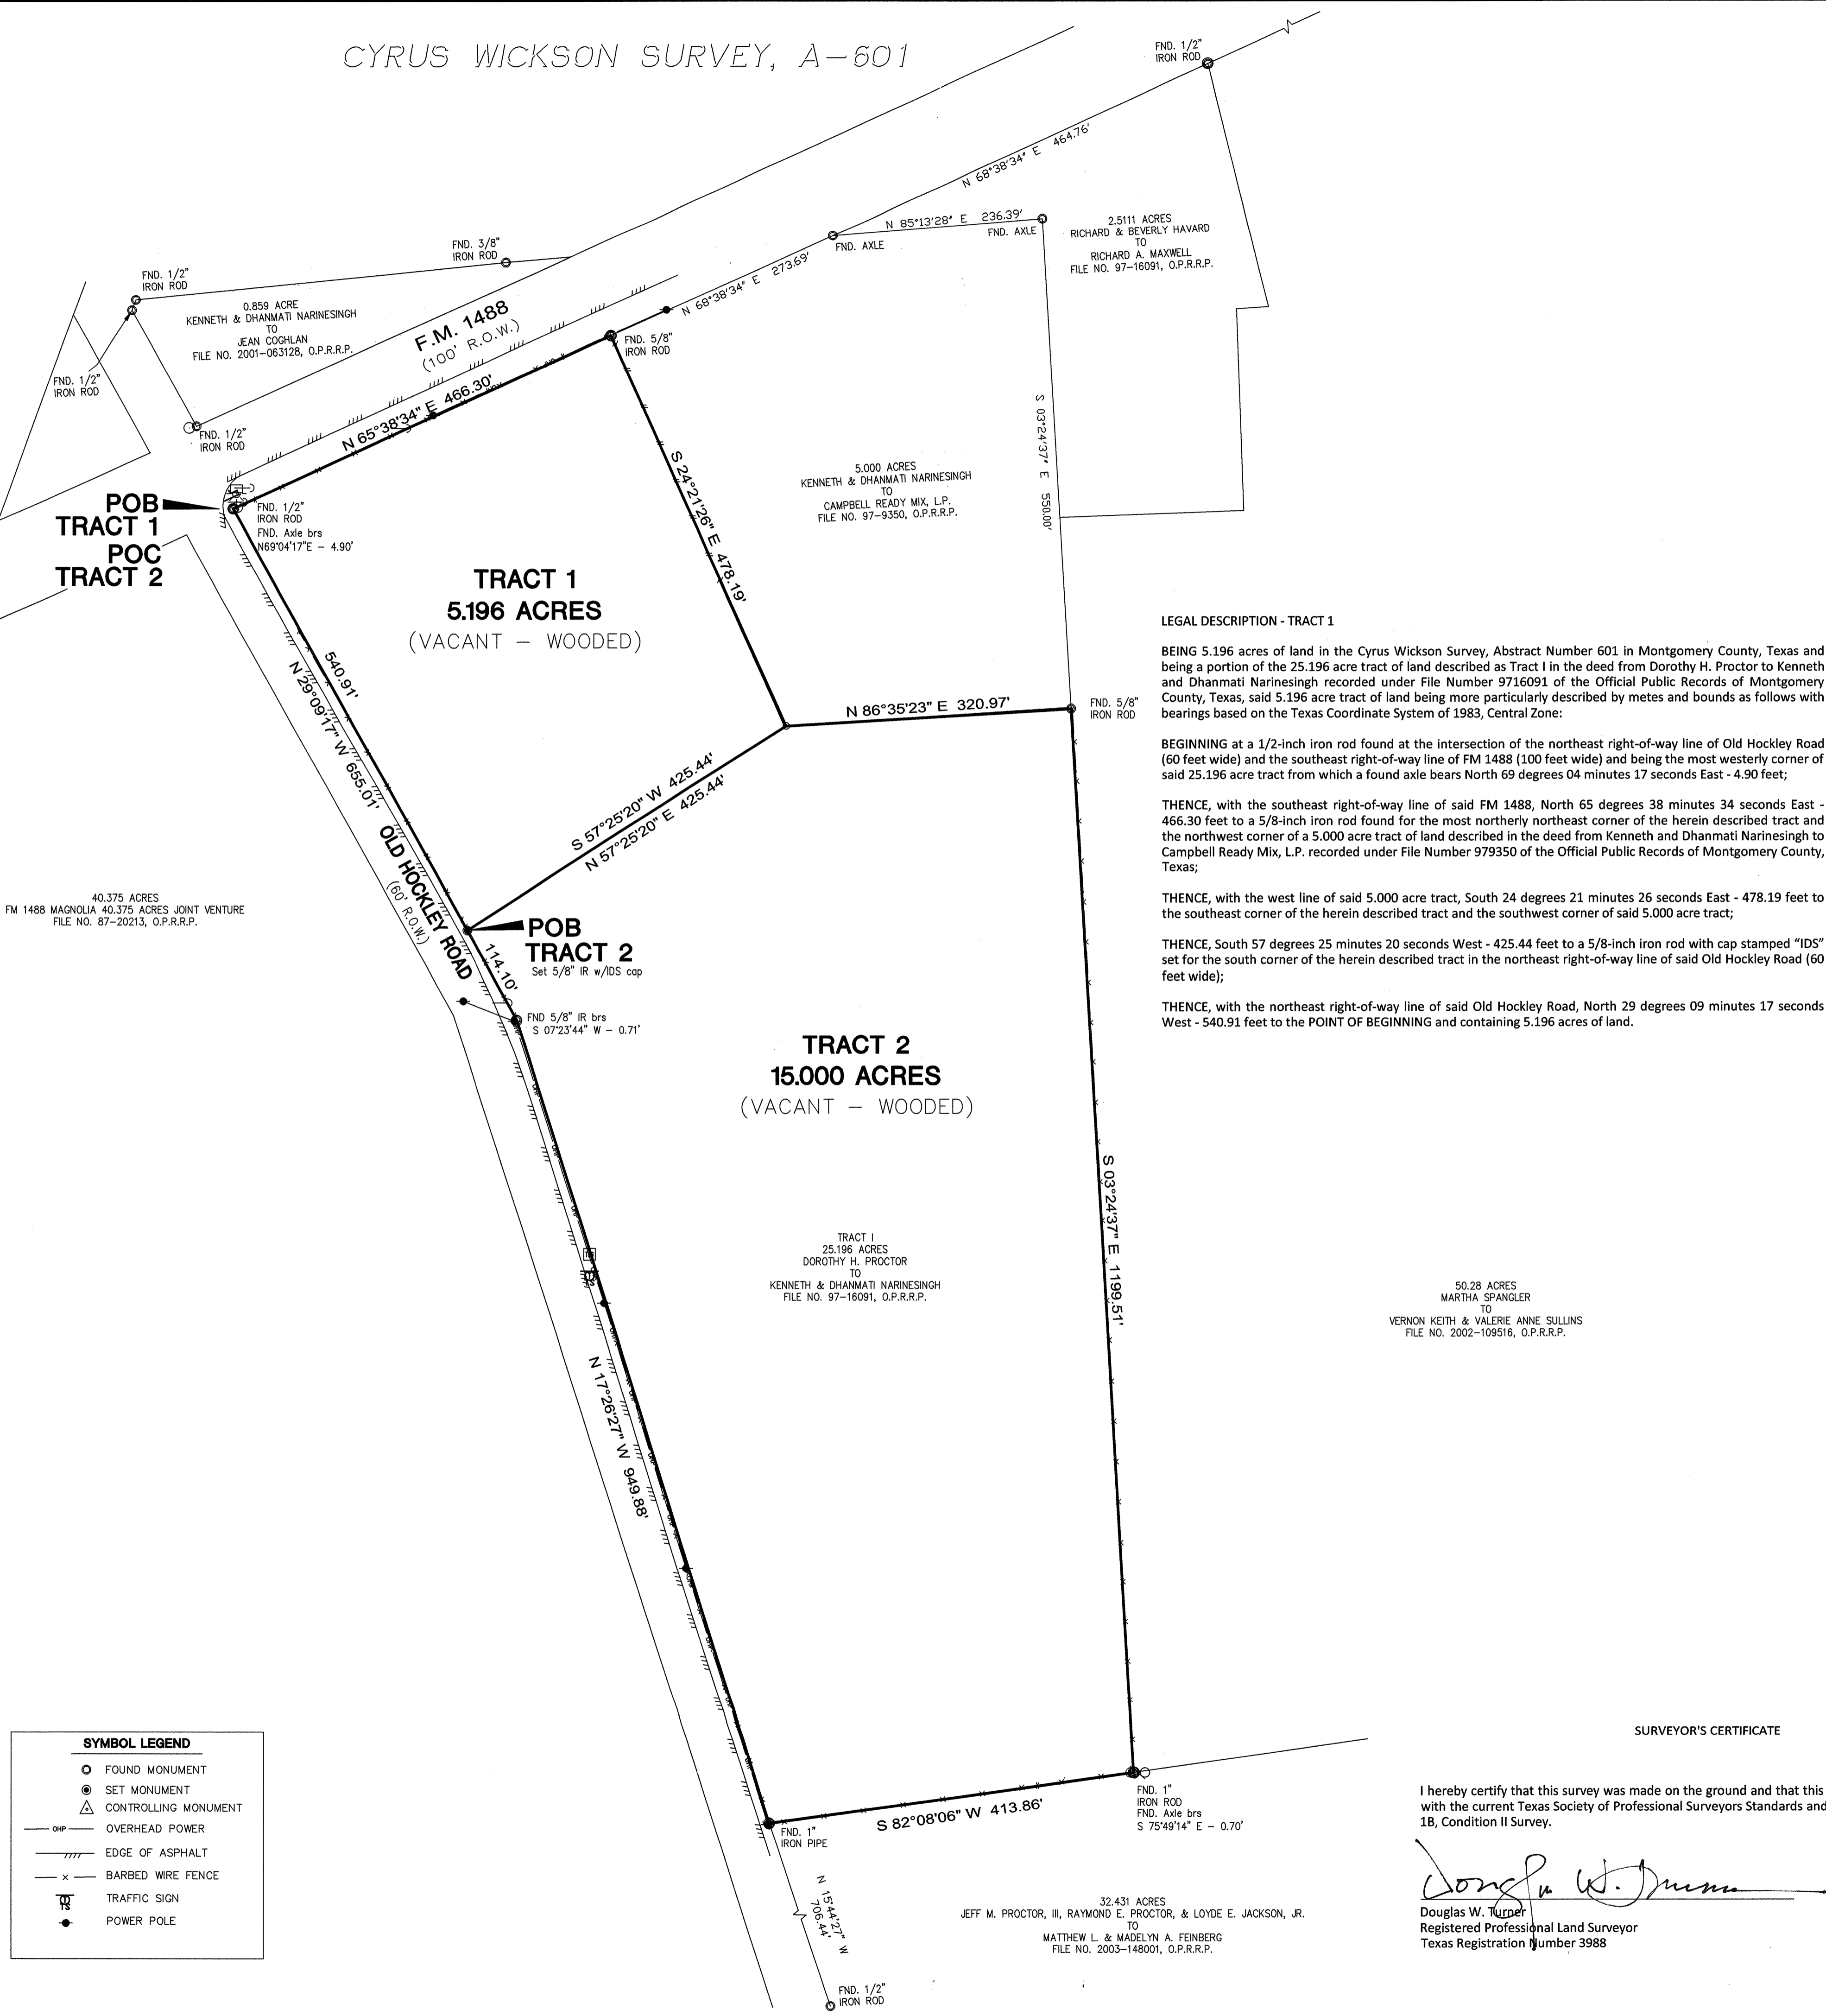 CYRUS WICKSON SURVEY, A-601
FND. 1/2"
IRON ROD
N 68°38'34" E 464.76'
N 85°13'28" E 236.39'
FND. AXLE
FND. AXLE
2.5111 ACRES
RICHARD & BEVERLY HAVARD
TO
RICHARD A. MAXWELL
FILE NO. 97-16091, O.P.R.R.P.
FND. 3/8"
IRON ROD
FND. 1/2"
IRON ROD
0.859 ACRE
KENNETH & DHANMATI NARINESINGH
TO
JEAN COGHLAN
FILE NO. 2001-063128, O.P.R.R.P.
N 68°38'34" E 273.69'
F.M. 1488
(100' R.O.W.)
FND. 5/8"
IRON ROD
FND. 1/2"
IRON ROD
N 65°38'34" E 466.30'
FND. 1/2"
IRON ROD
S 03°24'37" E 550.00'
S 24°21'26" E 478.19'
5.000 ACRES
KENNETH & DHANMATI NARINESINGH
TO
CAMPBELL READY MIX, L.P.
FILE NO. 97-9350, O.P.R.R.P.
POB
TRACT 1
POC
TRACT 2
FND. 1/2"
IRON ROD
FND. Axle brs
N69°04'17"E - 4.90'
TRACT 1
5.196 ACRES
(VACANT - WOODED)
540.91'
N 29°09'17" W 655.01'
N 86°35'23" E 320.97'
FND. 5/8"
IRON ROD
S 57°25'20" W 425.44'
N 57°25'20" E 425.44'
OLD HOCKLEY ROAD
(60' R.O.W.)
LEGAL DESCRIPTION - TRACT 1
BEING 5.196 acres of land in the Cyrus Wickson Survey, Abstract Number 601 in Montgomery County, Texas and
being a portion of the 25.196 acre tract of land described as Tract I in the deed from Dorothy H. Proctor to Kenneth
and Dhanmati Narinesingh recorded under File Number 9716091 of the Official Public Records of Montgomery
County, Texas, said 5.196 acre tract of land being more particularly described by metes and bounds as follows with
bearings based on the Texas Coordinate System of 1983, Central Zone:
BEGINNING at a 1/2-inch iron rod found at the intersection of the northeast right-of-way line of Old Hockley Road
(60 feet wide) and the southeast right-of-way line of FM 1488 (100 feet wide) and being the most westerly corner of
said 25.196 acre tract from which a found axle bears North 69 degrees 04 minutes 17 seconds East - 4.90 feet;
THENCE, with the southeast right-of-way line of said FM 1488, North 65 degrees 38 minutes 34 seconds East -
466.30 feet to a 5/8-inch iron rod found for the most northerly northeast corner of the herein described tract and
the northwest corner of a 5.000 acre tract of land described in the deed from Kenneth and Dhanmati Narinesingh to
Campbell Ready Mix, L.P. recorded under File Number 979350 of the Official Public Records of Montgomery County,
Texas;
THENCE, with the west line of said 5.000 acre tract, South 24 degrees 21 minutes 26 seconds East - 478.19 feet to
the southeast corner of the herein described tract and the southwest corner of said 5.000 acre tract;
THENCE, South 57 degrees 25 minutes 20 seconds West - 425.44 feet to a 5/8-inch iron rod with cap stamped “IDS”
set for the south corner of the herein described tract in the northeast right-of-way line of said Old Hockley Road (60
feet wide);
THENCE, with the northeast right-of-way line of said Old Hockley Road, North 29 degrees 09 minutes 17 seconds
West - 540.91 feet to the POINT OF BEGINNING and containing 5.196 acres of land.
40.375 ACRES
FM 1488 MAGNOLIA 40.375 ACRES JOINT VENTURE
FILE NO. 87-20213, O.P.R.R.P.
POB
TRACT 2
Set 5/8" IR w/IDS cap
114.10'
FND 5/8" IR brs
S 07°23'44" W - 0.71'
TRACT 2
15.000 ACRES
(VACANT - WOODED)
S 03°24'37" E 1199.51'
TRACT I
25.196 ACRES
DOROTHY H. PROCTOR
TO
KENNETH & DHANMATI NARINESINGH
FILE NO. 97-16091, O.P.R.R.P.
50.28 ACRES
MARTHA SPANGLER
TO
VERNON KEITH & VALERIE ANNE SULLINS
FILE NO. 2002-109516, O.P.R.R.P.
N 17°26'27" W 949.88'
SYMBOL LEGEND
FOUND MONUMENT
SET MONUMENT
CONTROLLING MONUMENT
OHP OVERHEAD POWER
EDGE OF ASPHALT
BARBED WIRE FENCE
TS TRAFFIC SIGN
POWER POLE
S 82°08'06" W 413.86'
FND. 1"
IRON PIPE
FND. 1"
IRON ROD
FND. Axle brs
S 75°49'14" E - 0.70'
N 15°44'27" W
706.44'
FND. 1/2"
IRON ROD
32.431 ACRES
JEFF M. PROCTOR, III, RAYMOND E. PROCTOR, & LOYDE E. JACKSON, JR.
TO
MATTHEW L. & MADELYN A. FEINBERG
FILE NO. 2003-148001, O.P.R.R.P.
SURVEYOR'S CERTIFICATE
I hereby certify that this survey was made on the ground and that this
with the current Texas Society of Professional Surveyors Standards and
1B, Condition II Survey.
Douglas W. Turner
Douglas W. Turner
Registered Professional Land Surveyor
Texas Registration Number 3988